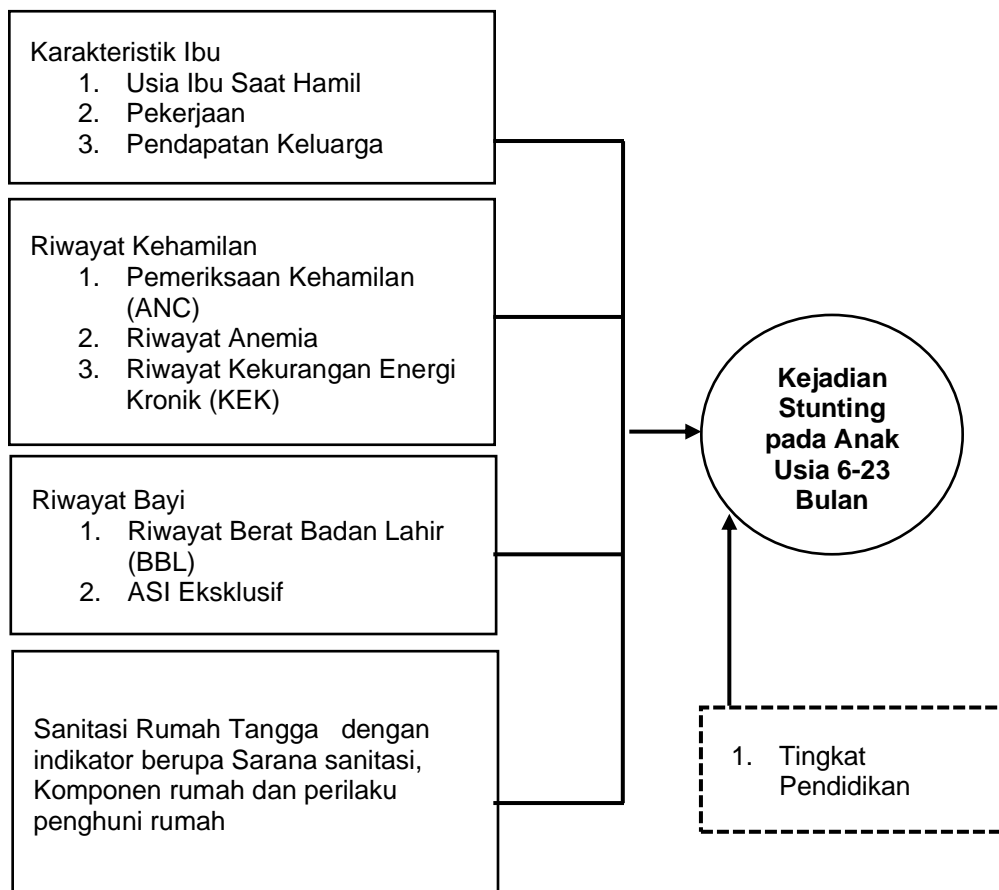 Karakteristik Ibu
1. Usia Ibu Saat Hamil
2. Pekerjaan
3. Pendapatan Keluarga
Riwayat Kehamilan
1. Pemeriksaan Kehamilan
(ANC)
2. Riwayat Anemia
3. Riwayat Kekurangan Energi
Kronik (KEK)
Riwayat Bayi
1. Riwayat Berat Badan Lahir
(BBL)
2. ASI Eksklusif
Sanitasi Rumah Tangga dengan
indikator berupa Sarana sanitasi,
Komponen rumah dan perilaku
penghuni rumah
Kejadian
Stunting
pada Anak
Usia 6-23
Bulan
1. Tingkat
Pendidikan